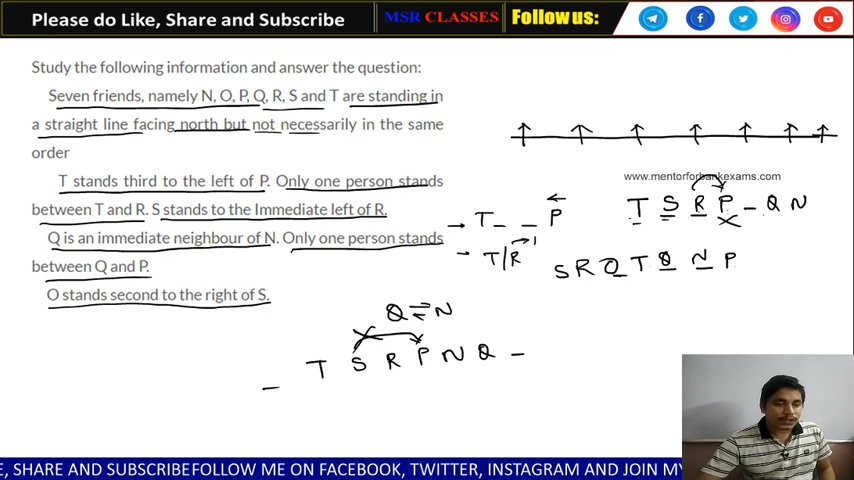 Please do Like, Share and Subscribe
MSR CLASSES
Follow us:
Study the following information and answer the question:
Seven friends, namely N, O, P, Q, R, S and T are standing in
a straight line facing north but not necessarily in the same
order
T stands third to the left of P. Only one person stands
between T and R. S stands to the Immediate left of R.
Q is an immediate neighbour of N. Only one person stands
between Q and P.
O stands second to the right of S.
www.mentorforbankexams.com
T S R P _ Q N
T _ _ P
T/R
S R O T Q N P
Q ⇌ N
_ T S R P N Q _
E, SHARE AND SUBSCRIBEFOLLOW ME ON FACEBOOK, TWITTER, INSTAGRAM AND JOIN MY